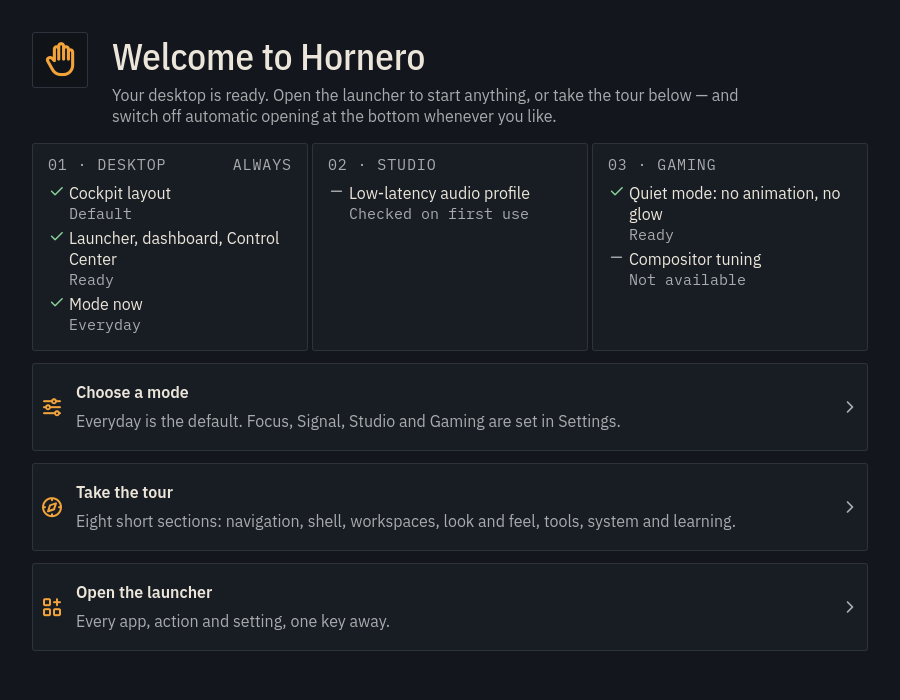 Welcome to Hornero
Your desktop is ready. Open the launcher to start anything, or take the tour below — and
switch off automatic opening at the bottom whenever you like.
01 · DESKTOP ALWAYS
Cockpit layout
Default
Launcher, dashboard, Control
Center
Ready
Mode now
Everyday
02 · STUDIO
Low-latency audio profile
Checked on first use
03 · GAMING
Quiet mode: no animation, no
glow
Ready
Compositor tuning
Not available
Choose a mode
Everyday is the default. Focus, Signal, Studio and Gaming are set in Settings.
Take the tour
Eight short sections: navigation, shell, workspaces, look and feel, tools, system and learning.
Open the launcher
Every app, action and setting, one key away.